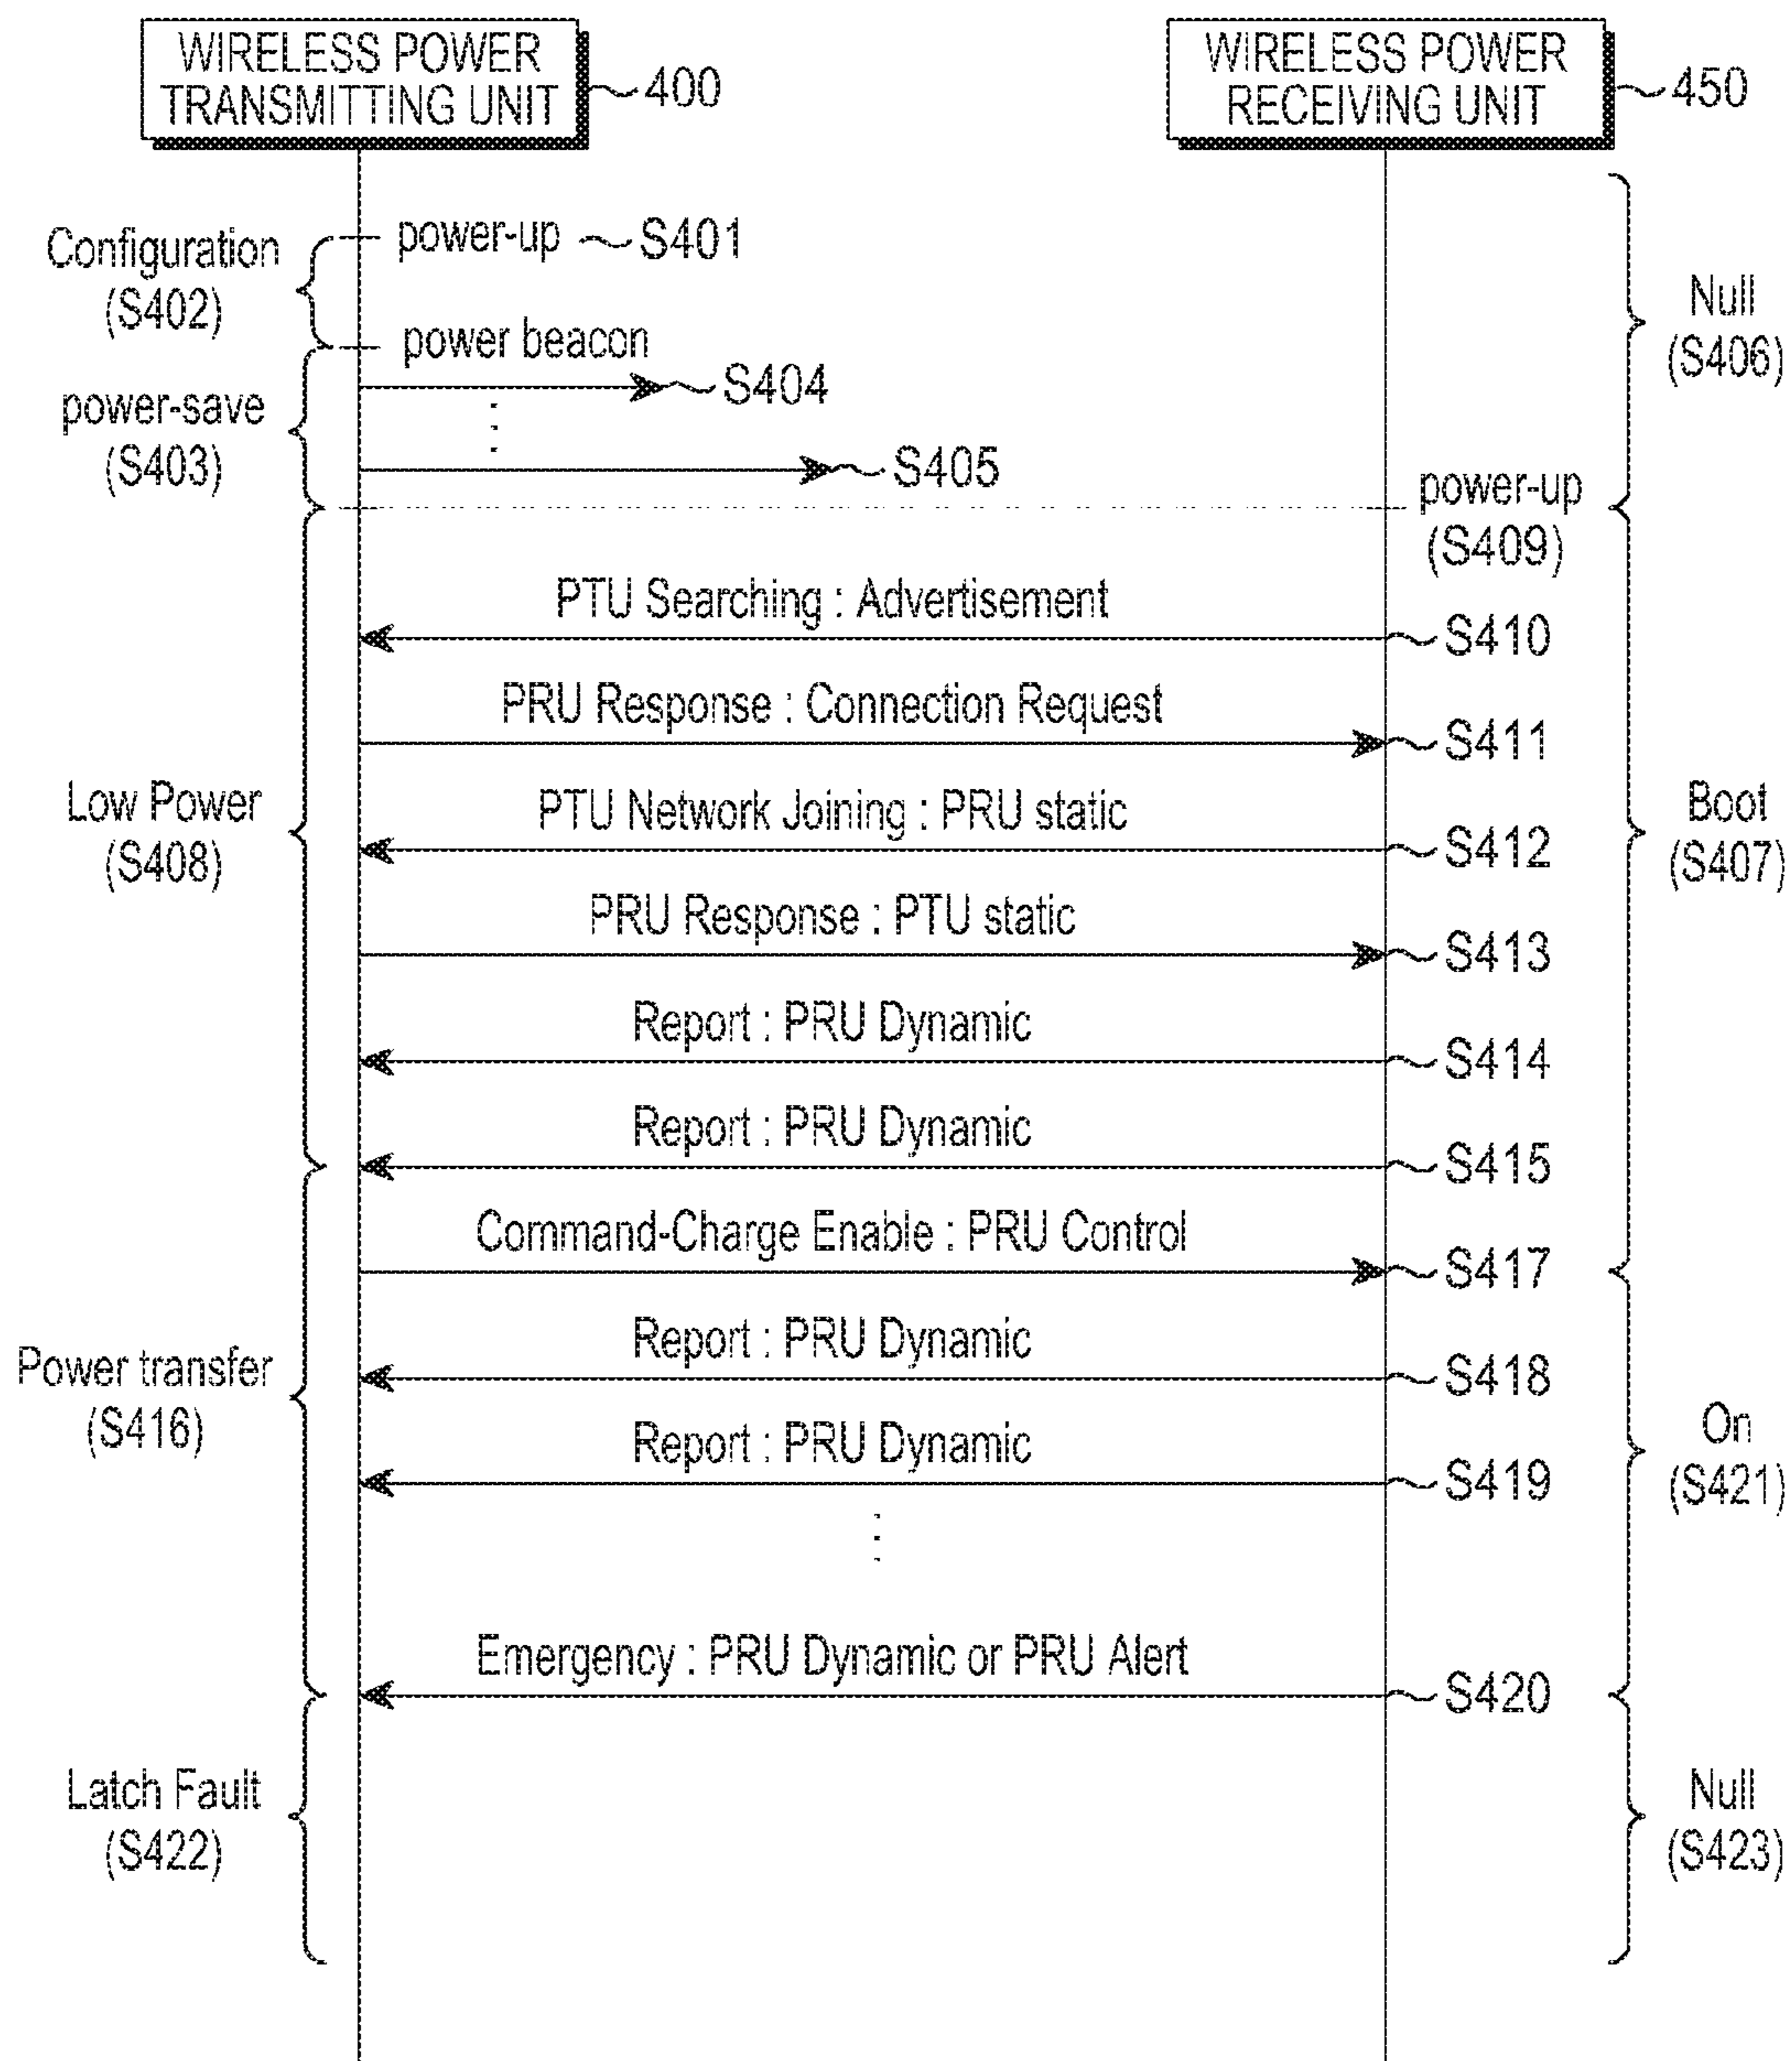 WIRELESS POWER
TRANSMITTING UNIT
400
WIRELESS POWER
RECEIVING UNIT
450
Configuration
(S402)
power-up
S401
Null
(S406)
power beacon
S404
power-save
(S403)
S405
power-up
(S409)
PTU Searching : Advertisement
S410
PRU Response : Connection Request
S411
Low Power
(S408)
PTU Network Joining : PRU static
S412
Boot
(S407)
PRU Response : PTU static
S413
Report : PRU Dynamic
S414
Report : PRU Dynamic
S415
Command-Charge Enable : PRU Control
S417
Report : PRU Dynamic
S418
Power transfer
(S416)
Report : PRU Dynamic
S419
On
(S421)
Emergency : PRU Dynamic or PRU Alert
S420
Latch Fault
(S422)
Null
(S423)